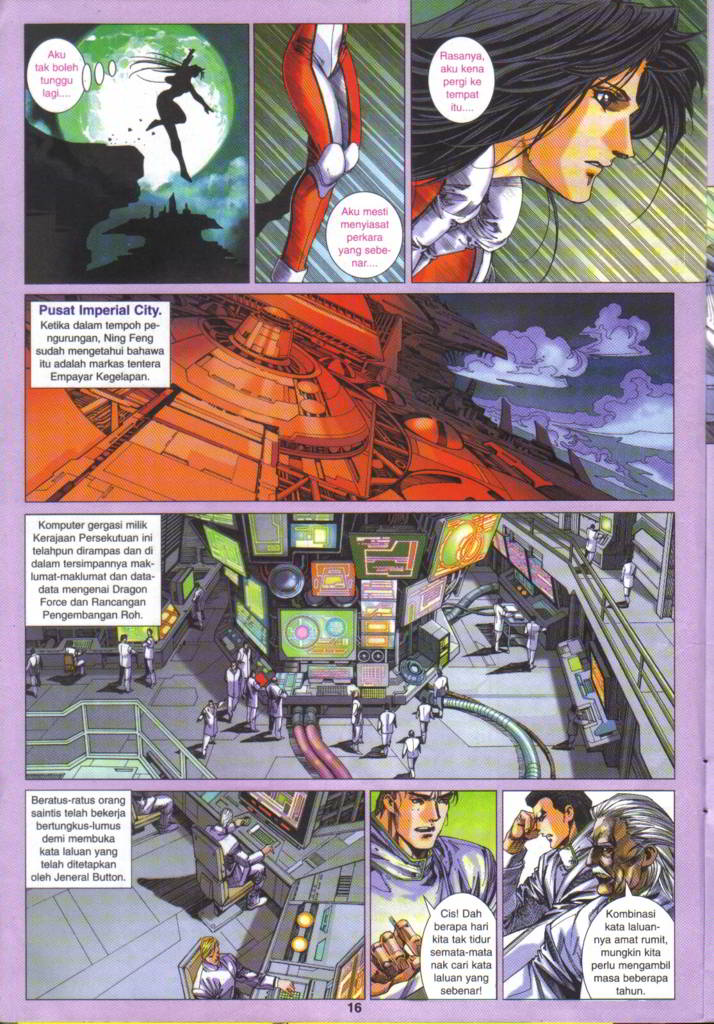 Aku
tak boleh
tunggu
lagi....
Aku mesti
menyiasat
perkara
yang sebe-
nar....
Rasanya,
aku kena
pergi ke
tempat
itu....
Pusat Imperial City.
Ketika dalam tempoh pe-
ngurungan, Ning Feng
sudah mengetahui bahawa
itu adalah markas tentera
Empayar Kegelapan.
Komputer gergasi milik
Kerajaan Persekutuan ini
telahpun dirampas dan di
dalam tersimpannya mak-
lumat-maklumat dan data-
data mengenai Dragon
Force dan Rancangan
Pengembangan Roh.
Beratus-ratus orang
saintis telah bekerja
bertungkus-lumus
demi membuka
kata laluan yang
telah ditetapkan
oleh Jeneral Button.
Cis! Dah
berapa hari
kita tak tidur
semata-mata
nak cari kata
laluan yang
sebenar!
Kombinasi
kata laluan-
nya amat rumit,
mungkin kita
perlu mengambil
masa beberapa
tahun.
16